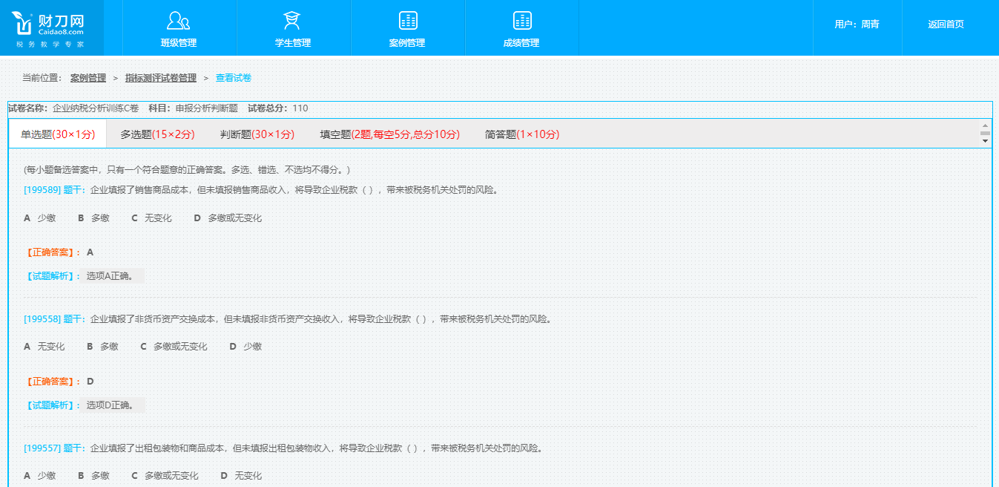 财刀网
Caidao8.com
税务教学专家
班级管理
学生管理
案例管理
成绩管理
用户：周青
返回首页
当前位置： 案例管理 > 指标测评试卷管理 > 查看试卷
试卷名称：企业纳税分析训练C卷 科目：申报分析判断题 试卷总分：110
单选题(30×1分) 多选题(15×2分) 判断题(30×1分) 填空题(2题,每空5分,总分10分) 简答题(1×10分)
(每小题备选答案中，只有一个符合题意的正确答案。多选、错选、不选均不得分。)
[199589] 题干：企业填报了销售商品成本，但未填报销售商品收入，将导致企业税款（ ），带来被税务机关处罚的风险。
A 少缴 B 多缴 C 无变化 D 多缴或无变化
【正确答案】： A
【试题解析】： 选项A正确。
[199558] 题干：企业填报了非货币资产交换成本，但未填报非货币资产交换收入，将导致企业税款（ ），带来被税务机关处罚的风险。
A 无变化 B 多缴 C 多缴或无变化 D 少缴
【正确答案】： D
【试题解析】： 选项D正确。
[199557] 题干：企业填报了出租包装物和商品成本，但未填报出租包装物收入，将导致企业税款（ ），带来被税务机关处罚的风险。
A 少缴 B 多缴 C 多缴或无变化 D 无变化